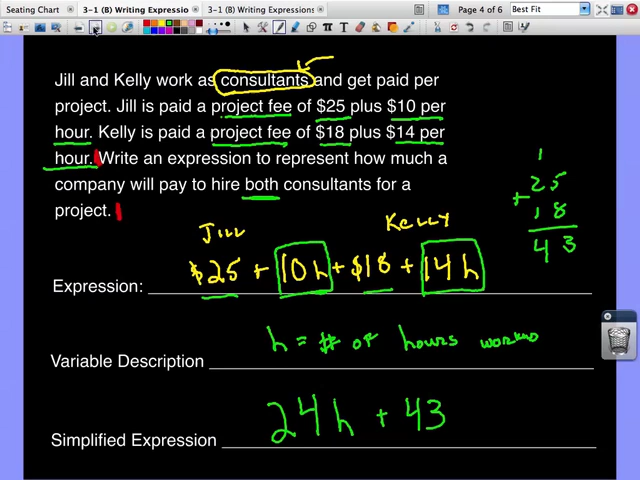 Seating Chart
3-1 (B) Writing Expressio
3-1 (B) Writing Expressions
Page 4 of 6
Best Fit
Jill and Kelly work as consultants and get paid per
project. Jill is paid a project fee of $25 plus $10 per
hour. Kelly is paid a project fee of $18 plus $14 per
hour. Write an expression to represent how much a
company will pay to hire both consultants for a
project.
1
25
+ 18
43
JILL KELLY
Expression: $25 + 10h + $18 + 14h
Variable Description h = # of hours worked
Simplified Expression 24h + 43